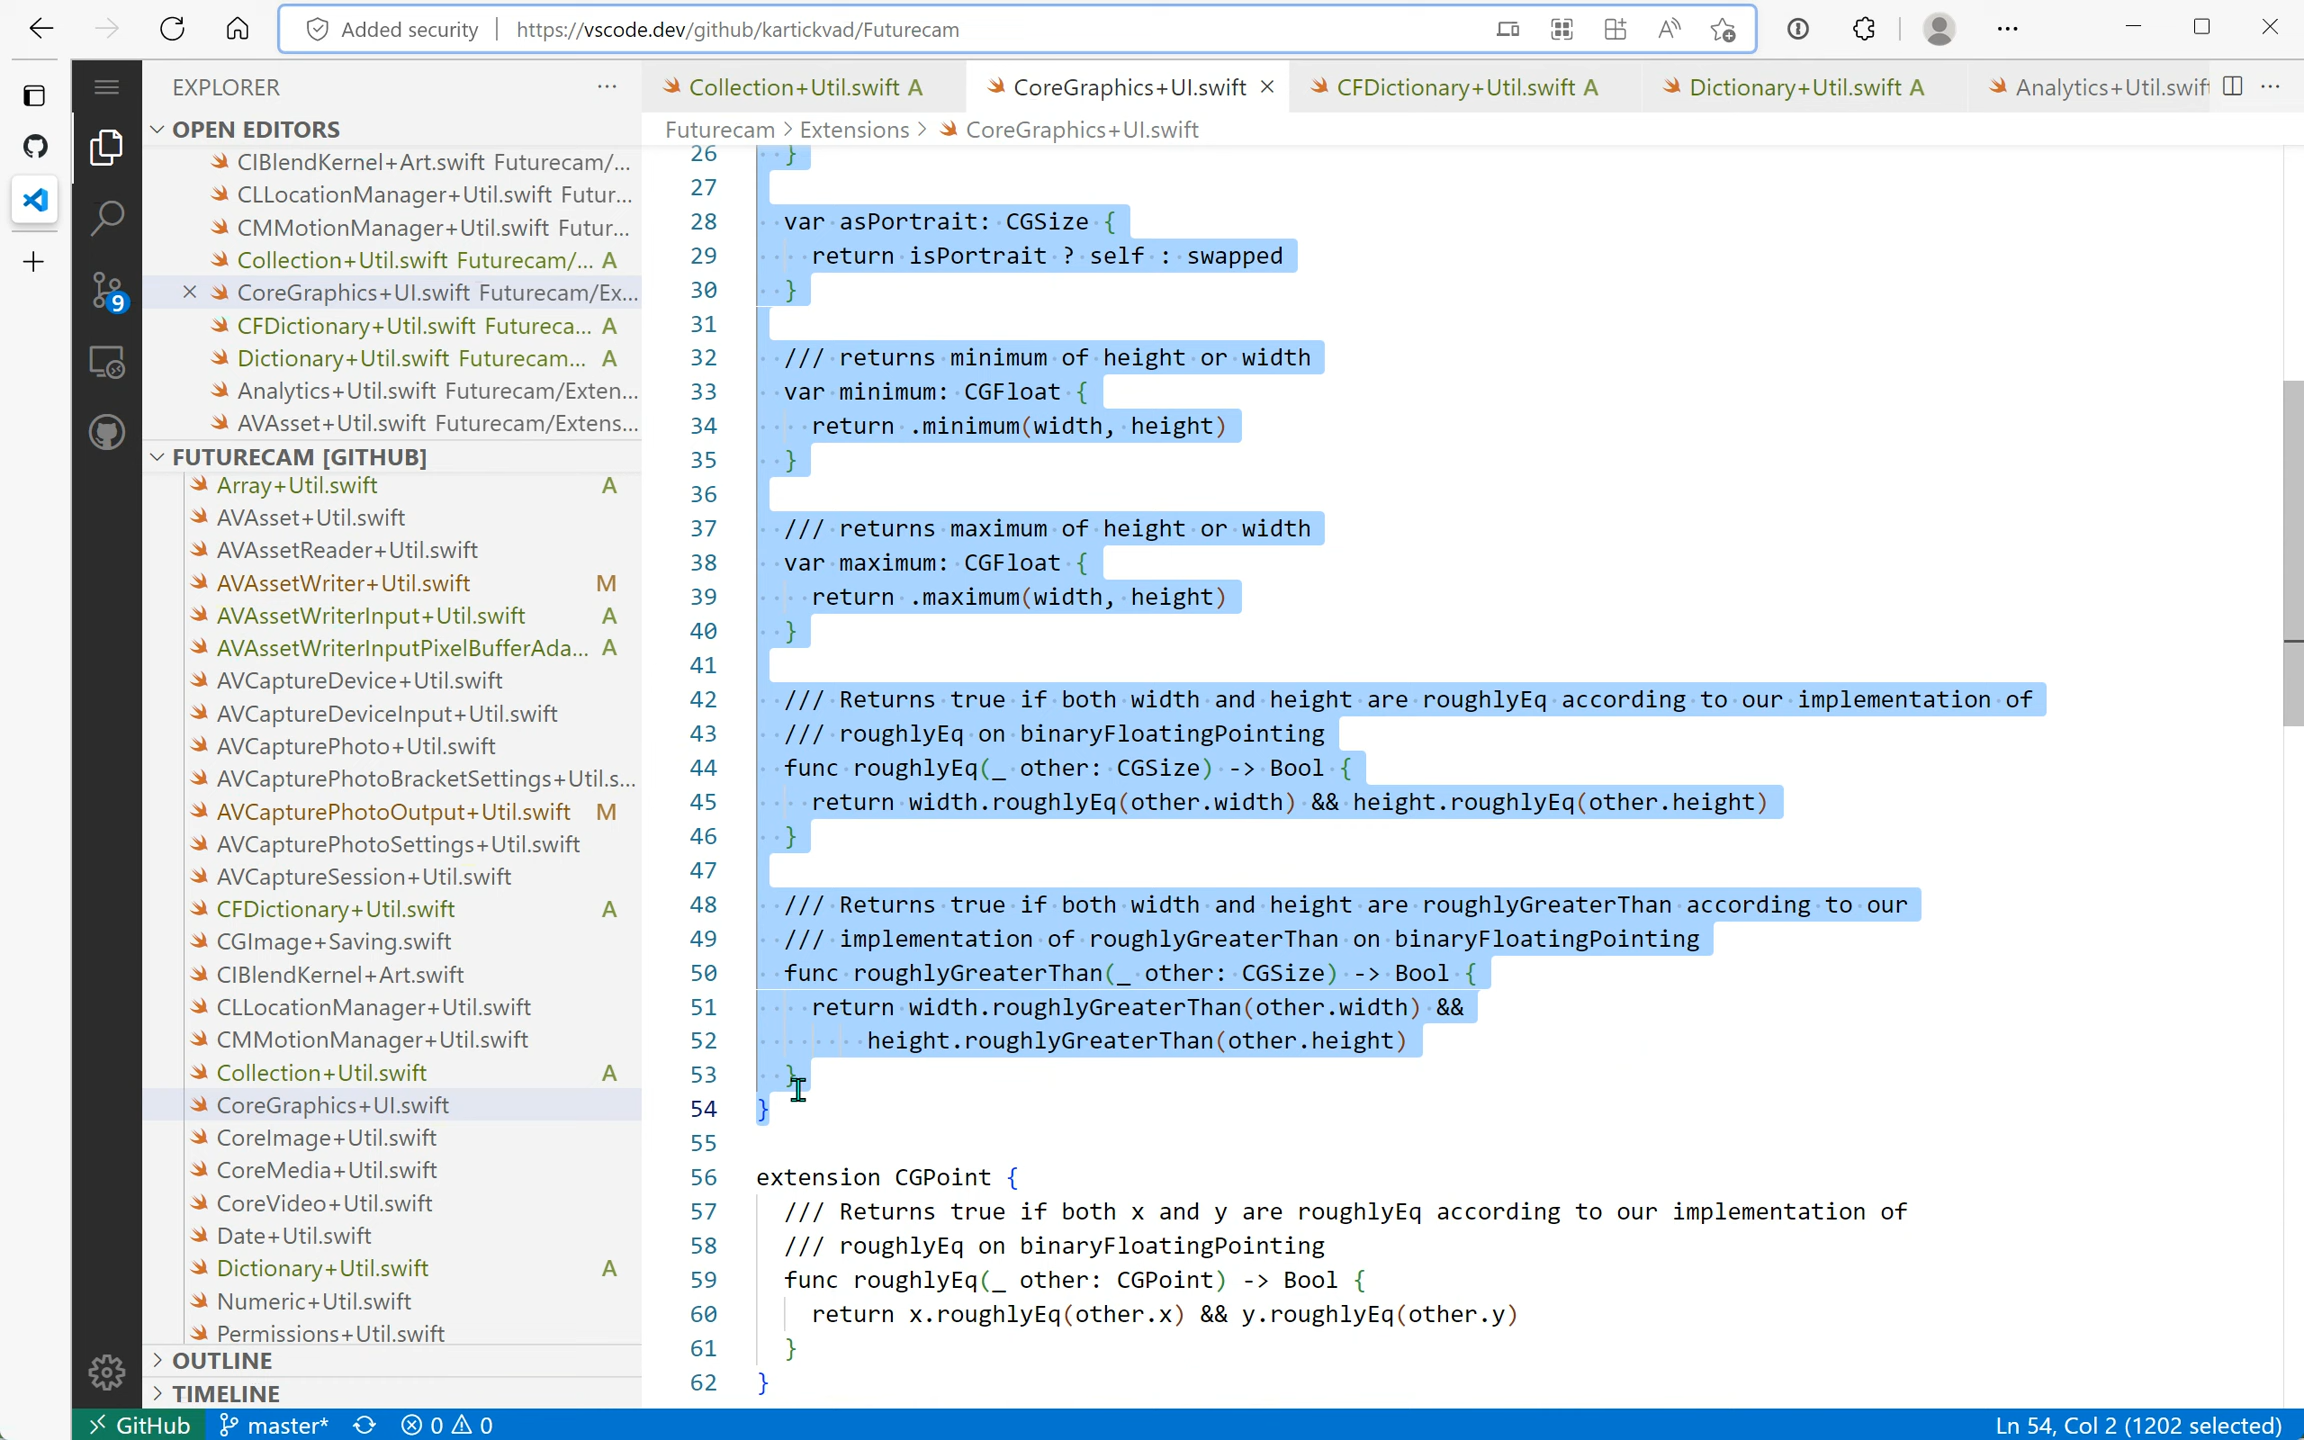 Added security
https://vscode.dev/github/kartickvad/Futurecam
EXPLORER
OPEN EDITORS
CIBlendKernel+Art.swift Futurecam/...
CLLocationManager+Util.swift Futur...
CMMotionManager+Util.swift Futur...
Collection+Util.swift Futurecam/... A
CoreGraphics+UI.swift Futurecam/Ex...
CFDictionary+Util.swift Futureca... A
Dictionary+Util.swift Futurecam... A
Analytics+Util.swift Futurecam/Exten...
AVAsset+Util.swift Futurecam/Extens...
9
FUTURECAM [GITHUB]
Array+Util.swift A
AVAsset+Util.swift
AVAssetReader+Util.swift
AVAssetWriter+Util.swift M
AVAssetWriterInput+Util.swift A
AVAssetWriterInputPixelBufferAda... A
AVCaptureDevice+Util.swift
AVCaptureDeviceInput+Util.swift
AVCapturePhoto+Util.swift
AVCapturePhotoBracketSettings+Util.s...
AVCapturePhotoOutput+Util.swift M
AVCapturePhotoSettings+Util.swift
AVCaptureSession+Util.swift
CFDictionary+Util.swift A
CGImage+Saving.swift
CIBlendKernel+Art.swift
CLLocationManager+Util.swift
CMMotionManager+Util.swift
Collection+Util.swift A
CoreGraphics+UI.swift
CoreImage+Util.swift
CoreMedia+Util.swift
CoreVideo+Util.swift
Date+Util.swift
Dictionary+Util.swift A
Numeric+Util.swift
Permissions+Util.swift
OUTLINE
TIMELINE
Collection+Util.swift A
CoreGraphics+UI.swift
CFDictionary+Util.swift A
Dictionary+Util.swift A
Analytics+Util.swift
Futurecam > Extensions > CoreGraphics+UI.swift
26 }
27
28 var asPortrait: CGSize {
29 return isPortrait ? self : swapped
30 }
31
32 /// returns minimum of height or width
33 var minimum: CGFloat {
34 return .minimum(width, height)
35 }
36
37 /// returns maximum of height or width
38 var maximum: CGFloat {
39 return .maximum(width, height)
40 }
41
42 /// Returns true if both width and height are roughlyEq according to our implementation of
43 /// roughlyEq on binaryFloatingPointing
44 func roughlyEq(_ other: CGSize) -> Bool {
45 return width.roughlyEq(other.width) && height.roughlyEq(other.height)
46 }
47
48 /// Returns true if both width and height are roughlyGreaterThan according to our
49 /// implementation of roughlyGreaterThan on binaryFloatingPointing
50 func roughlyGreaterThan(_ other: CGSize) -> Bool {
51 return width.roughlyGreaterThan(other.width) &&
52 height.roughlyGreaterThan(other.height)
53 }
54 }
55
56 extension CGPoint {
57 /// Returns true if both x and y are roughlyEq according to our implementation of
58 /// roughlyEq on binaryFloatingPointing
59 func roughlyEq(_ other: CGPoint) -> Bool {
60 return x.roughlyEq(other.x) && y.roughlyEq(other.y)
61 }
62 }
GitHub master* 0 0 Ln 54, Col 2 (1202 selected)